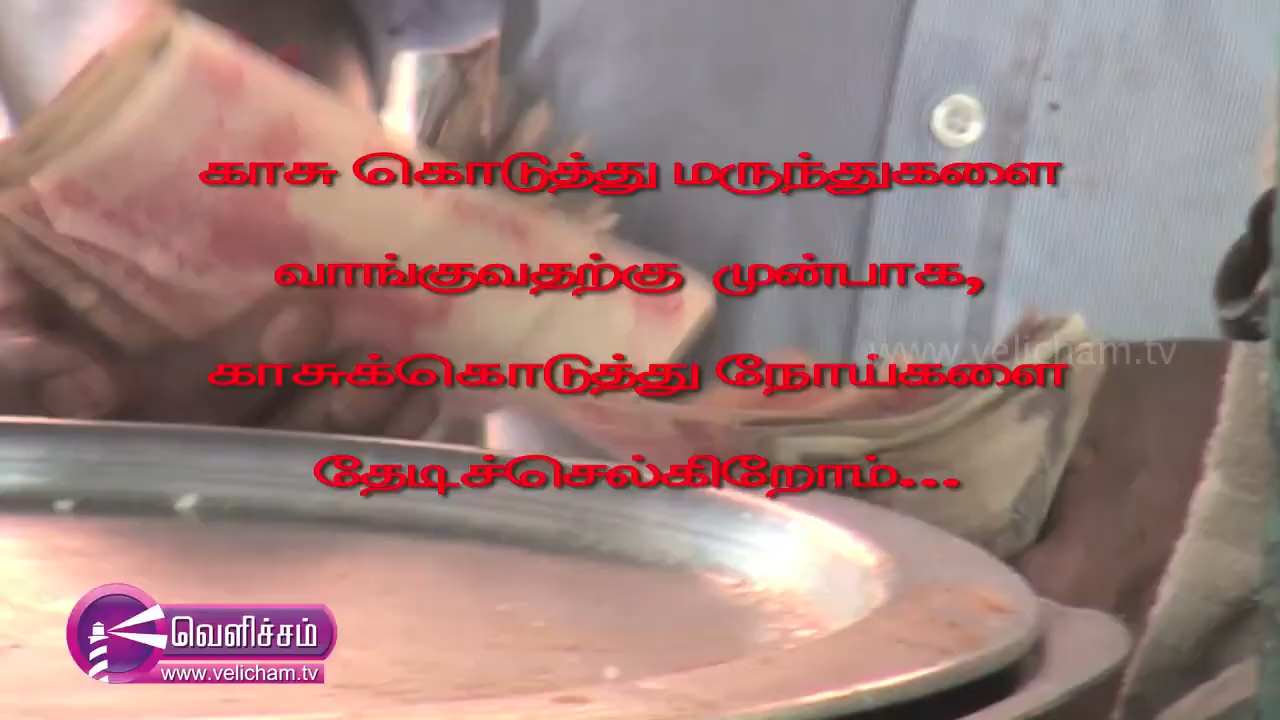 காசு கொடுத்து மருந்துகளை
வாங்குவதற்கு முன்பாக,
www.velicham.tv
காசுக்கொடுத்து நோய்களை
தேடிச்செல்கிறோம்...
வெளிச்சம்
www.velicham.tv